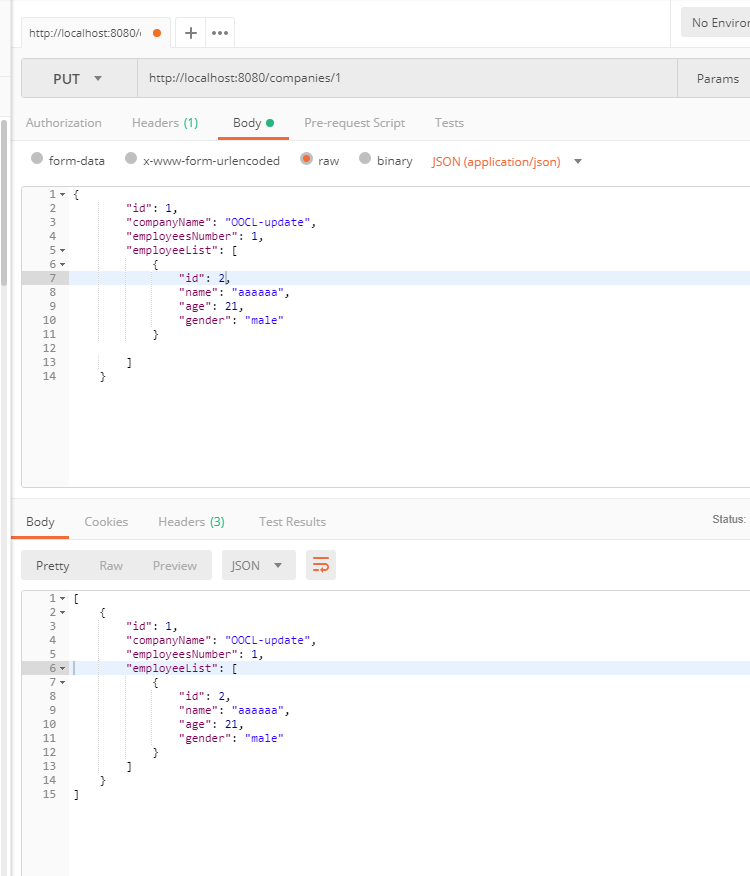 http://localhost:8080/
No Environ
PUT http://localhost:8080/companies/1 Params
Authorization Headers (1) Body Pre-request Script Tests
form-data x-www-form-urlencoded raw binary JSON (application/json)
1 {
2 "id": 1,
3 "companyName": "OOCL-update",
4 "employeesNumber": 1,
5 "employeeList": [
6 {
7 "id": 2,
8 "name": "aaaaaa",
9 "age": 21,
10 "gender": "male"
11 }
12
13 ]
14 }
Body Cookies Headers (3) Test Results Status:
Pretty Raw Preview JSON
1 [
2 {
3 "id": 1,
4 "companyName": "OOCL-update",
5 "employeesNumber": 1,
6 "employeeList": [
7 {
8 "id": 2,
9 "name": "aaaaaa",
10 "age": 21,
11 "gender": "male"
12 }
13 ]
14 }
15 ]